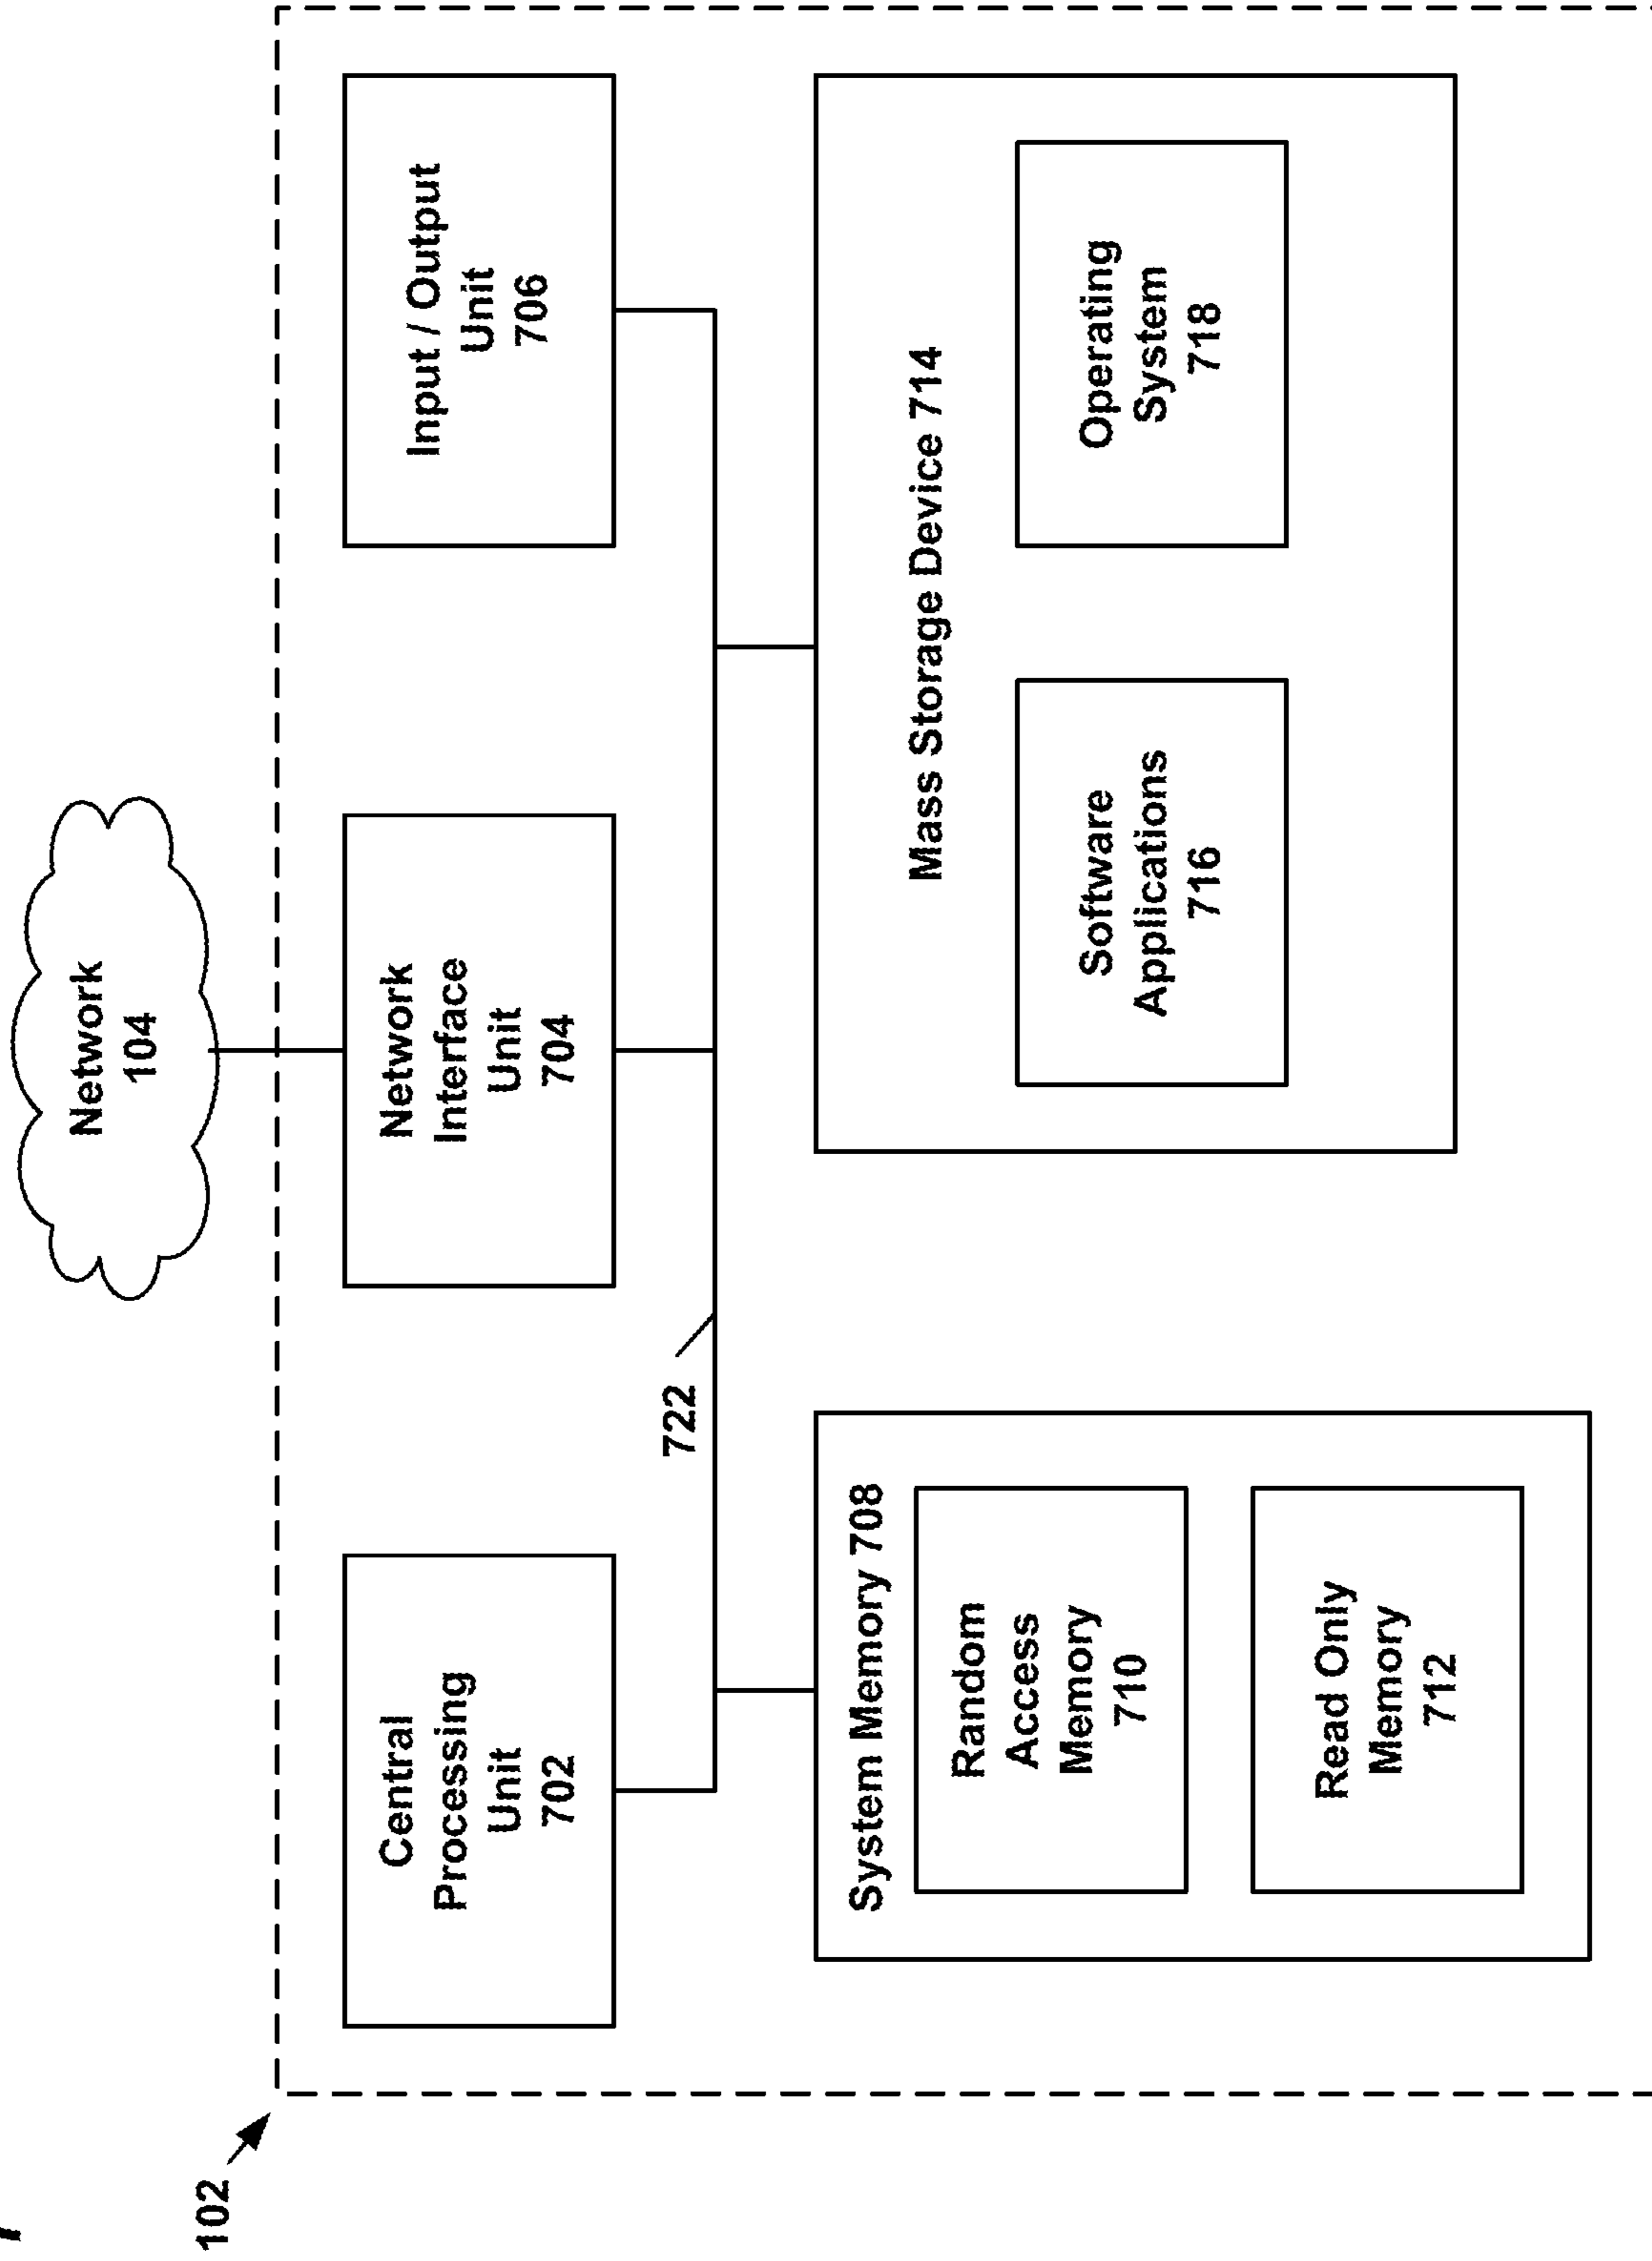 102
Network
104
Central
Processing
Unit
702
Network
Interface
Unit
704
Input / Output
Unit
706
722
System Memory 708
Random
Access
Memory
710
Read Only
Memory
712
Mass Storage Device 714
Software
Applications
716
Operating
System
718